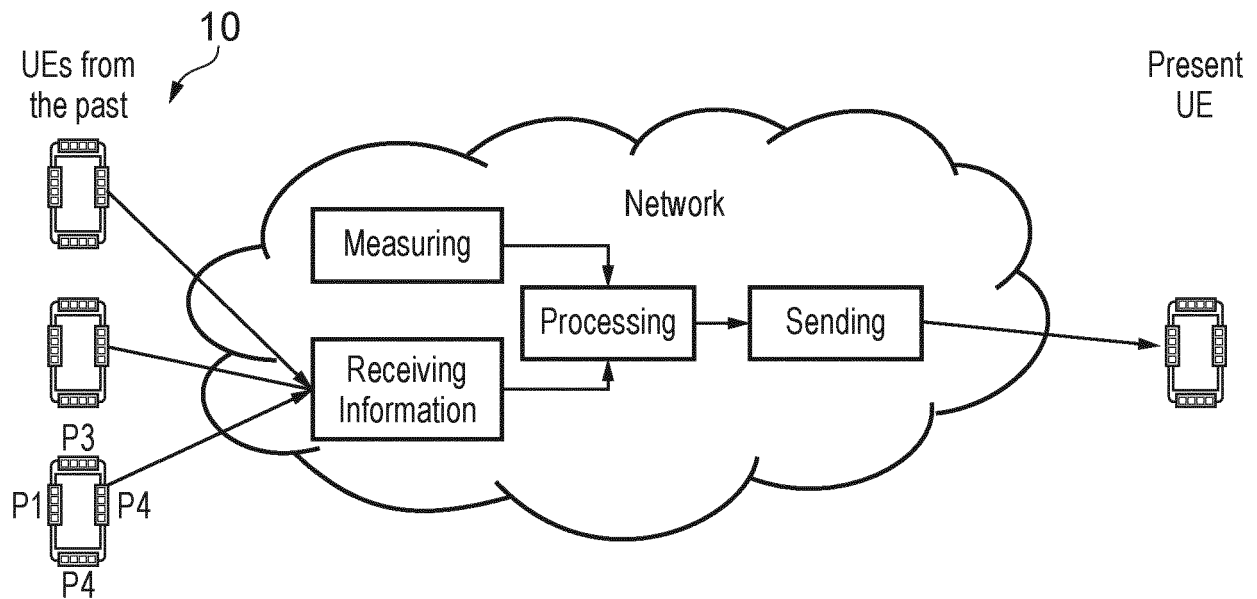 10
UEs from
the past
Present
UE
Network
Measuring
Processing
Sending
Receiving
Information
P3
P1
P4
P4